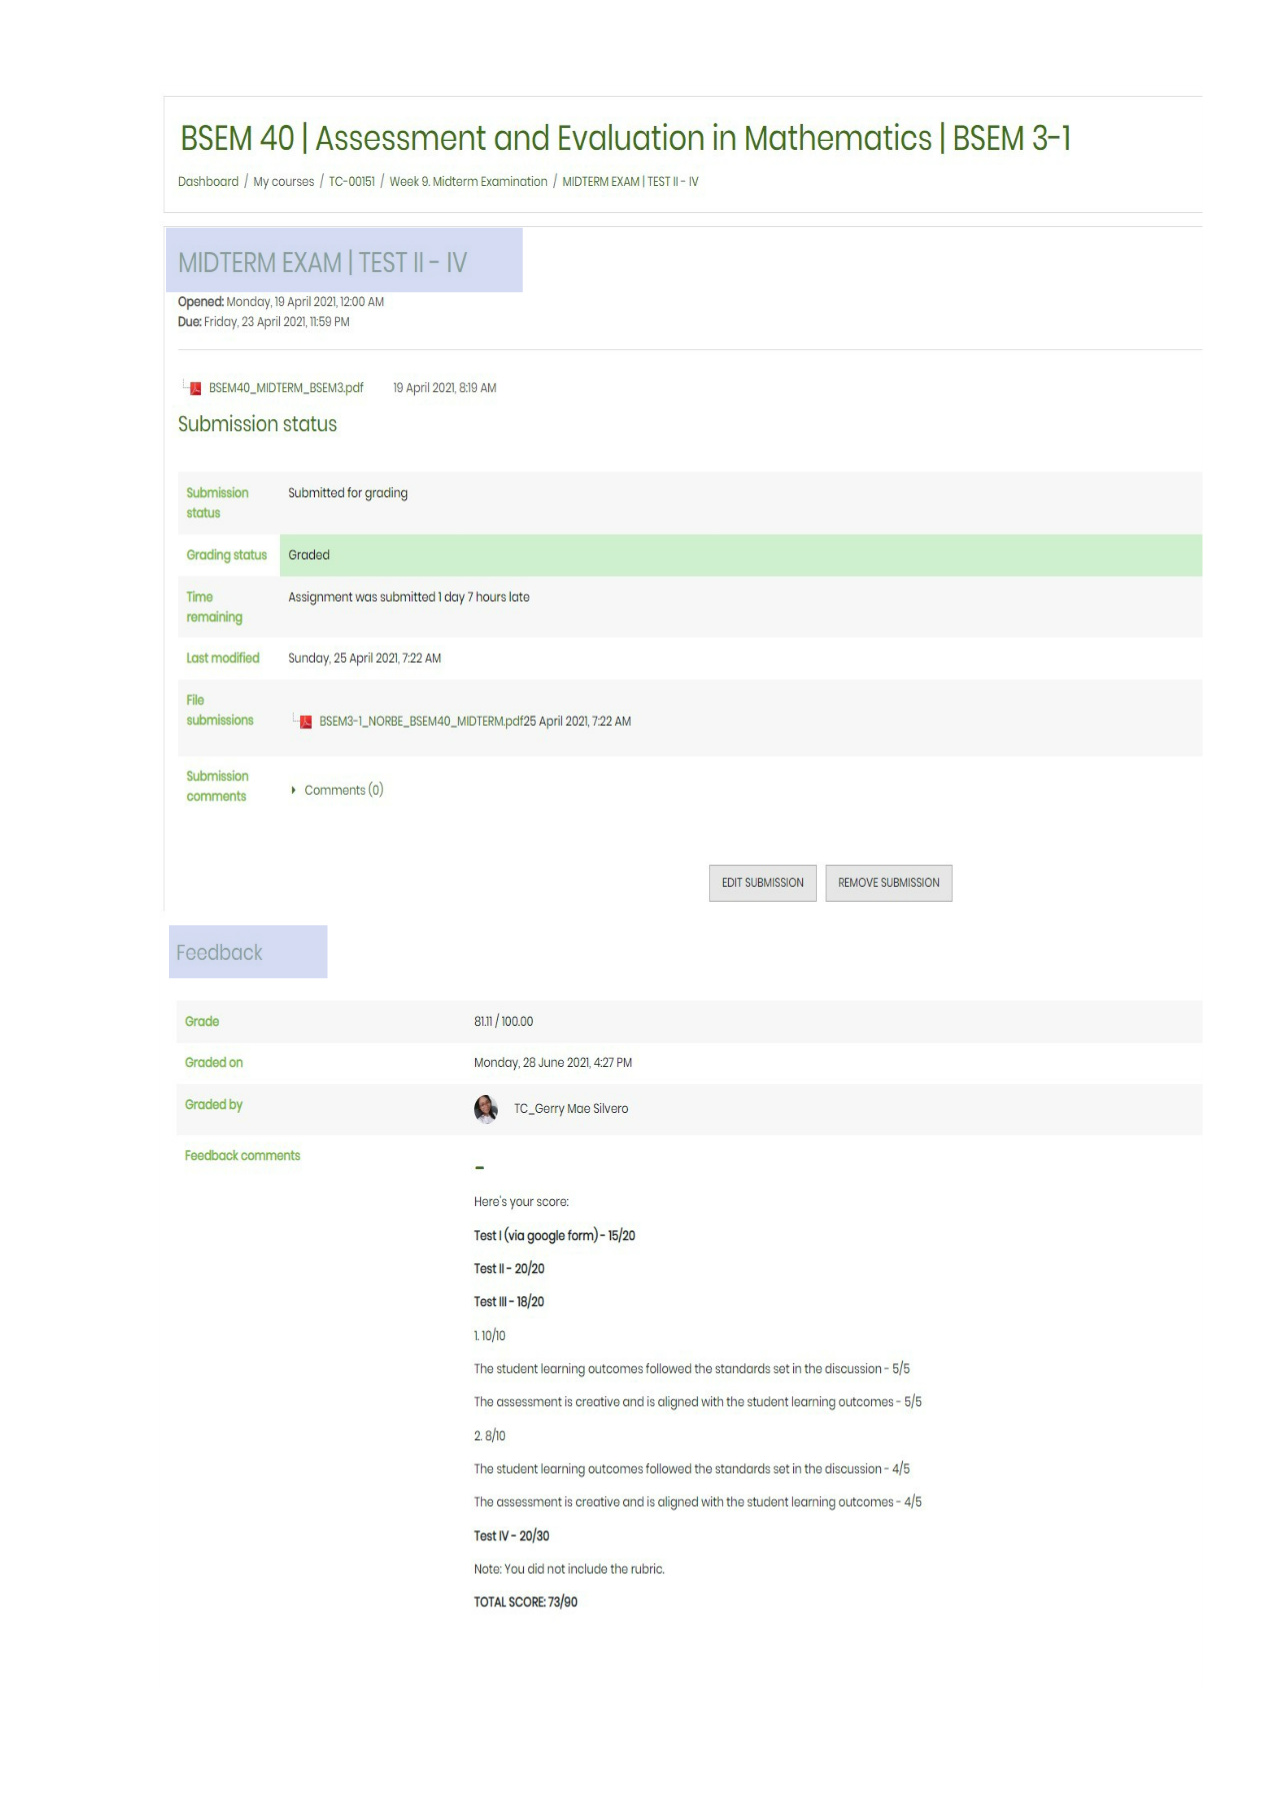 BSEM 40 | Assessment and Evaluation in Mathematics | BSEM 3-1
Dashboard / My courses / TC-00151 / Week 9. Midterm Examination / MIDTERM EXAM | TEST II - IV
MIDTERM EXAM | TEST II - IV
Opened: Monday, 19 April 2021, 12:00 AM
Due: Friday, 23 April 2021, 11:59 PM
BSEM40_MIDTERM_BSEM3.pdf 19 April 2021, 8:19 AM
Submission status
Submission status Submitted for grading
Grading status Graded
Time remaining Assignment was submitted 1 day 7 hours late
Last modified Sunday, 25 April 2021, 7:22 AM
File submissions BSEM3-1_NORBE_BSEM40_MIDTERM.pdf25 April 2021, 7:22 AM
Submission comments Comments (0)
EDIT SUBMISSION REMOVE SUBMISSION
Feedback
Grade 81.11 / 100.00
Graded on Monday, 28 June 2021, 4:27 PM
Graded by TC_Gerry Mae Silvero
Feedback comments
-
Here's your score:
Test I (via google form) - 15/20
Test II - 20/20
Test III - 18/20
1. 10/10
The student learning outcomes followed the standards set in the discussion - 5/5
The assessment is creative and is aligned with the student learning outcomes - 5/5
2. 8/10
The student learning outcomes followed the standards set in the discussion - 4/5
The assessment is creative and is aligned with the student learning outcomes - 4/5
Test IV - 20/30
Note: You did not include the rubric.
TOTAL SCORE: 73/90